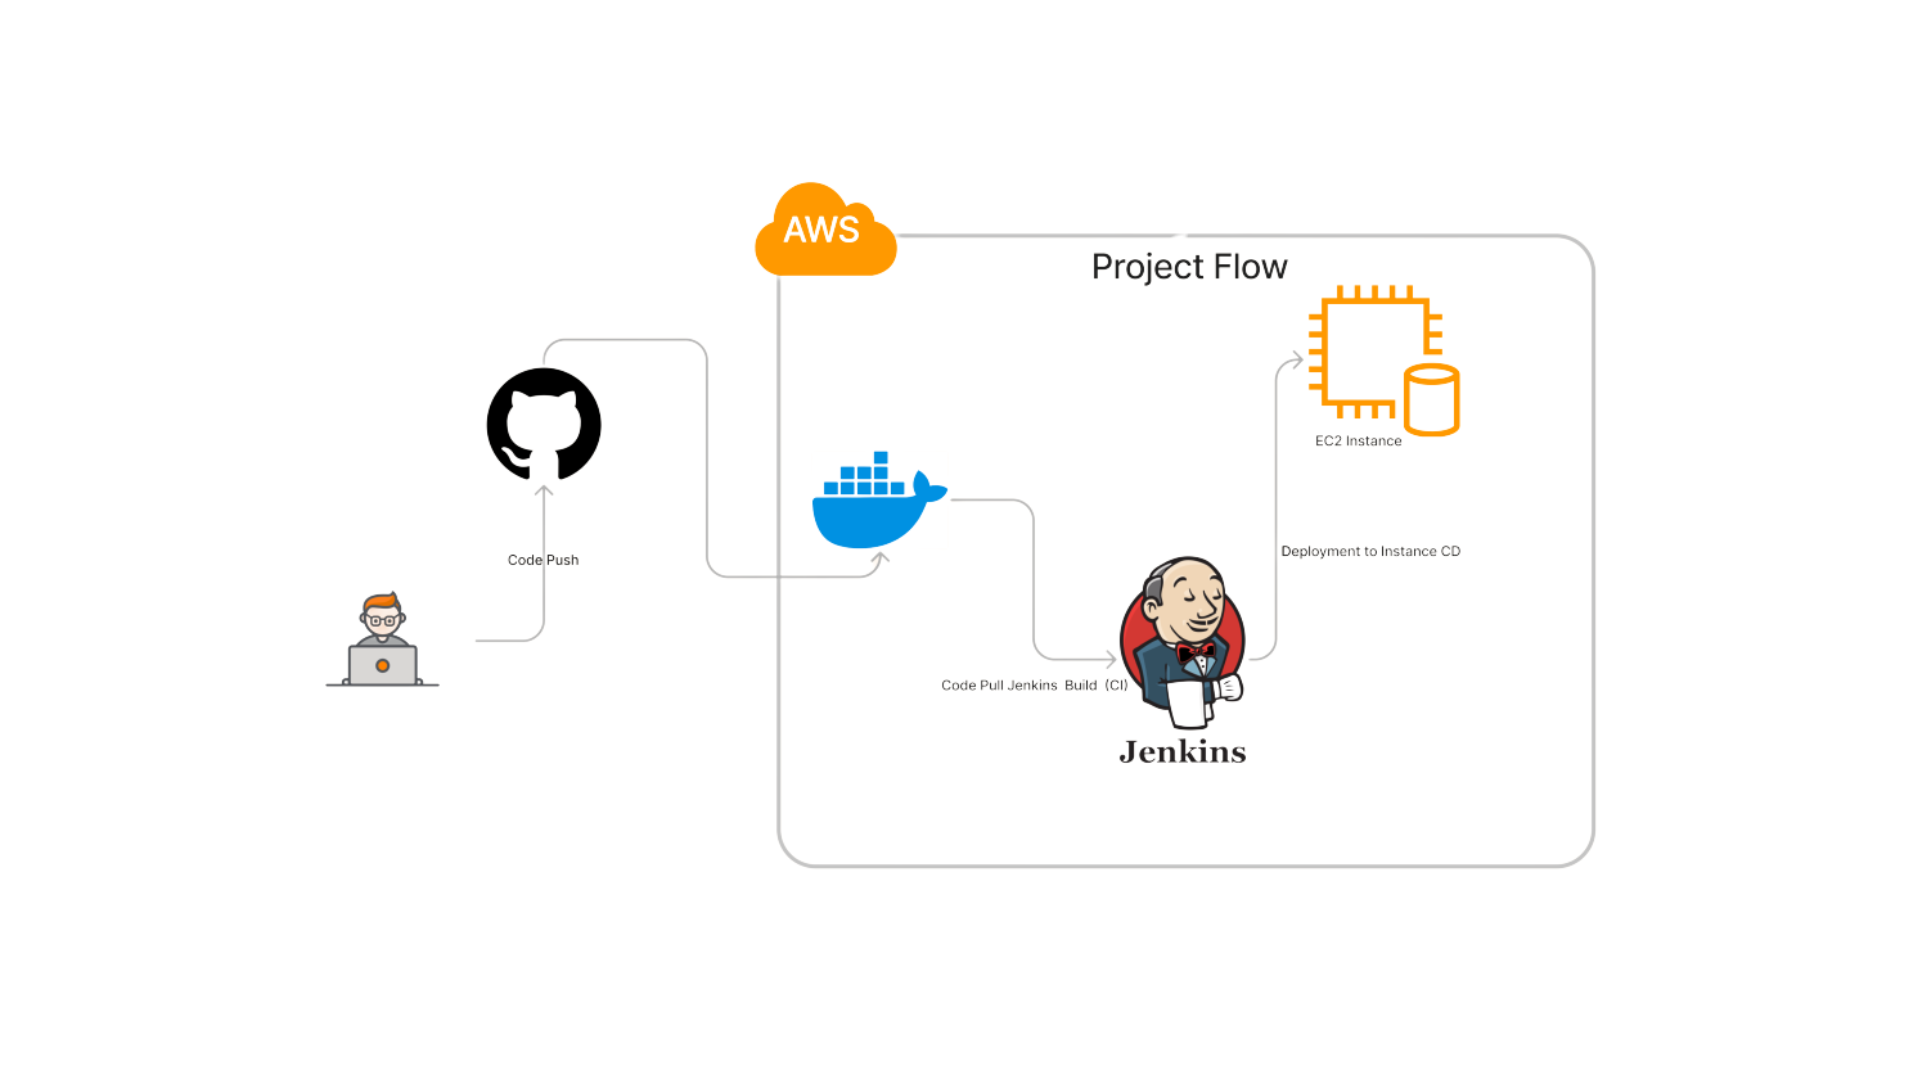 AWS
Project Flow
EC2 Instance
Code Push
Deployment to Instance CD
Code Pull Jenkins Build (CI)
Jenkins